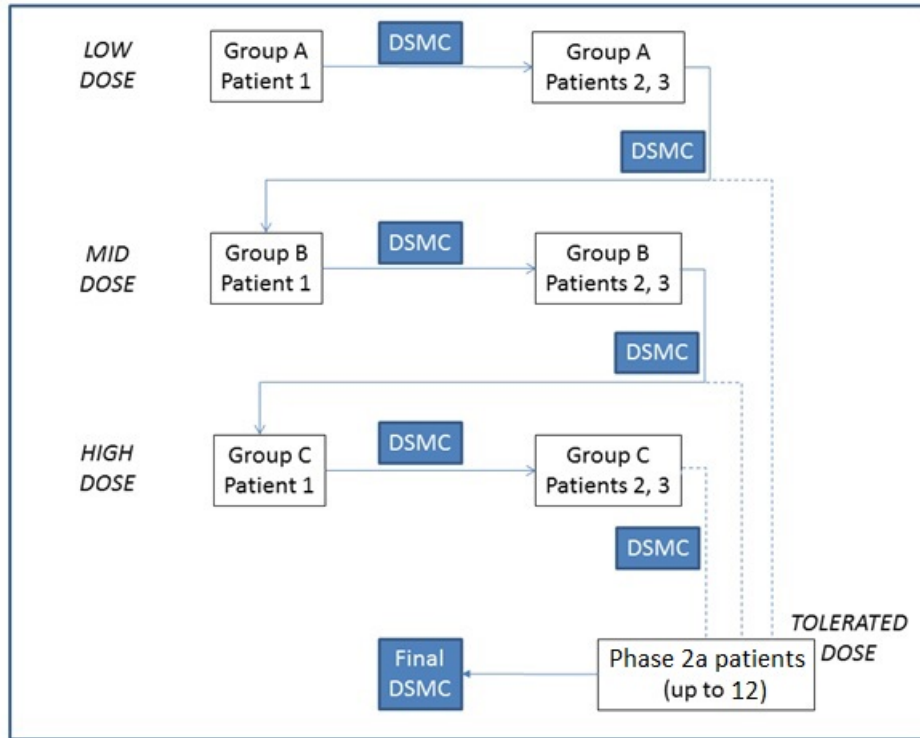 LOW
DOSE
Group A
Patient 1
DSMC
Group A
Patients 2, 3
DSMC
MID
DOSE
Group B
Patient 1
DSMC
Group B
Patients 2, 3
DSMC
HIGH
DOSE
Group C
Patient 1
DSMC
Group C
Patients 2, 3
DSMC
TOLERATED
DOSE
Phase 2a patients
(up to 12)
Final
DSMC